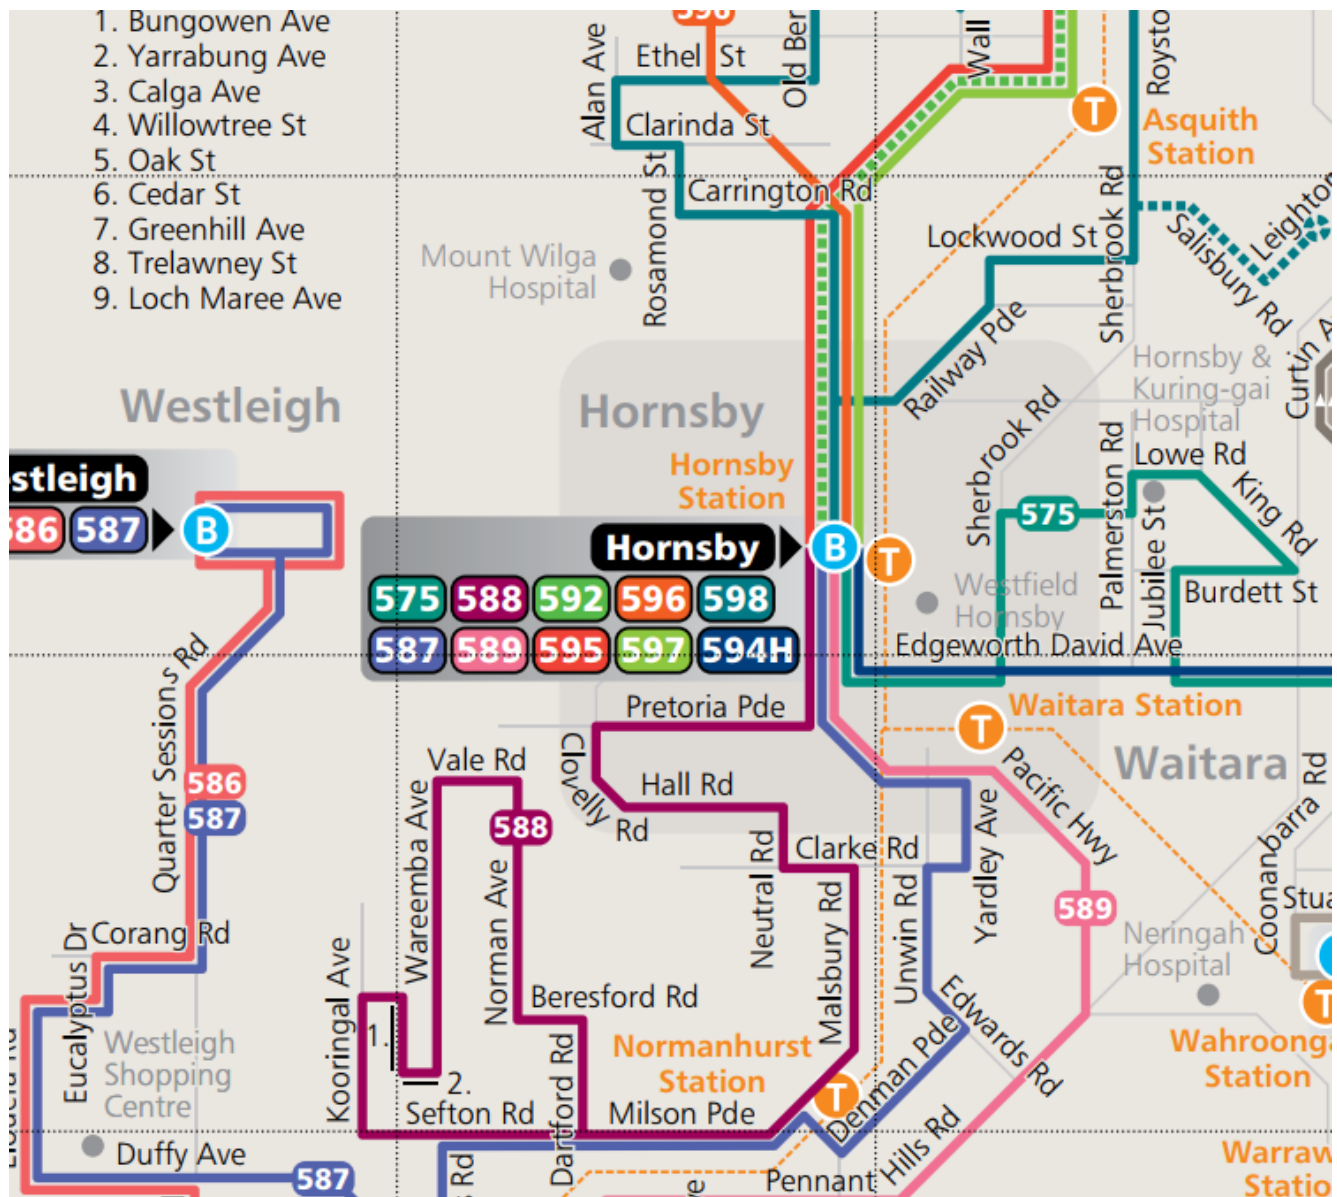 1. Bungowen Ave
2. Yarrabung Ave
3. Calga Ave
4. Willowtree St
5. Oak St
6. Cedar St
7. Greenhill Ave
8. Trelawney St
9. Loch Maree Ave
Alan Ave
Ethel St
Old Ber
Wall
Roysto
Clarinda St
Asquith
Station
T
Rosamond St
Carrington Rd
Sherbrook Rd
Lockwood St
Salisbury Rd
Leighton
Mount Wilga
Hospital
Railway Pde
Hornsby &
Kuring-gai
Hospital
Curtin A
Westleigh
Hornsby
Hornsby
Station
Sherbrook Rd
Palmerston Rd
Lowe Rd
King Rd
Jubilee St
Burdett St
575
estleigh
586 587
B
Hornsby
B
T
575 588 592 596 598
587 589 595 597 594H
Westfield
Hornsby
Edgeworth David Ave
Quarter Sessions Rd
586
587
Pretoria Pde
Waitara Station
T
Waitara
Vale Rd
Clovelly
Rd
Hall Rd
Pacific Hwy
Wareemba Ave
588
Neutral Rd
Clarke Rd
Yardley Ave
Coonanbarra Rd
Norman Ave
Malsbury Rd
Unwin Rd
589
Stua
Corang Rd
Eucalyptus Dr
Kooringal Ave
Beresford Rd
Neringah
Hospital
Edwards Rd
T
Westleigh
Shopping
Centre
1.
2.
Dartford Rd
Normanhurst
Station
T
Denman Pde
Wahroonga
Station
Sefton Rd
Milson Pde
Duffy Ave
587
s Rd
ve
Pennant
Hills Rd
Warraw
Statio